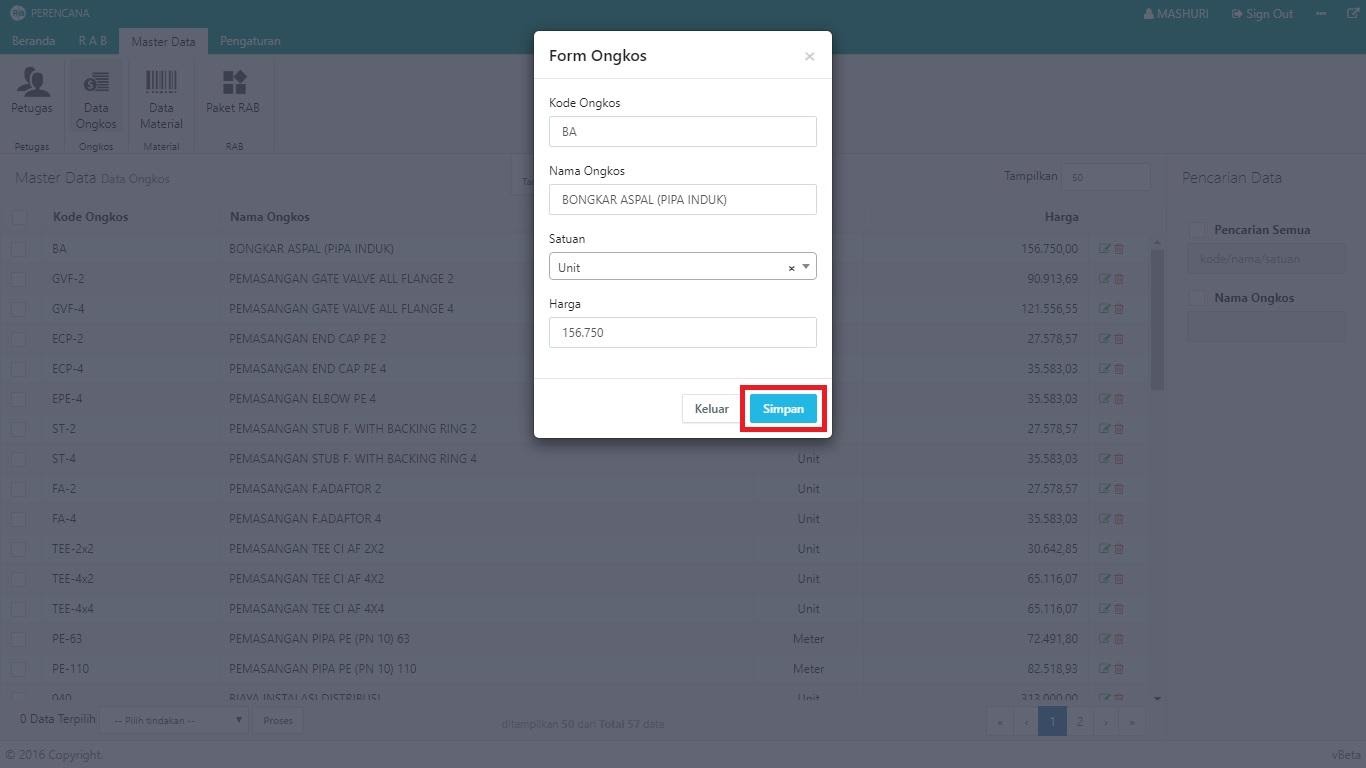 PERENCANA
MASHURI
Sign Out
Beranda
R A B
Master Data
Pengaturan
Petugas
Data
Ongkos
Data
Material
Paket RAB
Petugas
Ongkos
Material
RAB
Form Ongkos
×
Kode Ongkos
BA
Nama Ongkos
BONGKAR ASPAL (PIPA INDUK)
Satuan
Unit ×
Harga
156.750
Keluar
Simpan
Master Data Data Ongkos
Tampilkan 50
Pencarian Data
Kode Ongkos Nama Ongkos Harga
BA BONGKAR ASPAL (PIPA INDUK) 156.750,00
GVF-2 PEMASANGAN GATE VALVE ALL FLANGE 2 90.913,69
GVF-4 PEMASANGAN GATE VALVE ALL FLANGE 4 121.556,55
ECP-2 PEMASANGAN END CAP PE 2 27.578,57
ECP-4 PEMASANGAN END CAP PE 4 35.583,03
EPE-4 PEMASANGAN ELBOW PE 4 35.583,03
ST-2 PEMASANGAN STUB F. WITH BACKING RING 2 27.578,57
ST-4 PEMASANGAN STUB F. WITH BACKING RING 4 Unit 35.583,03
FA-2 PEMASANGAN F.ADAFTOR 2 Unit 27.578,57
FA-4 PEMASANGAN F.ADAFTOR 4 Unit 35.583,03
TEE-2x2 PEMASANGAN TEE CI AF 2X2 Unit 30.642,85
TEE-4x2 PEMASANGAN TEE CI AF 4X2 Unit 65.116,07
TEE-4x4 PEMASANGAN TEE CI AF 4X4 Unit 65.116,07
PE-63 PEMASANGAN PIPA PE (PN 10) 63 Meter 72.491,80
PE-110 PEMASANGAN PIPA PE (PN 10) 110 Meter 82.518,93
040 BIAYA INSTALASI DISTRIBUSI Unit 313.000,00
Pencarian Semua
kode/nama/satuan
Nama Ongkos
0 Data Terpilih
-- Pilih tindakan --
Proses
ditampilkan 50 dari Total 57 data
« ‹ 1 2 › »
© 2016 Copyright.
vBeta